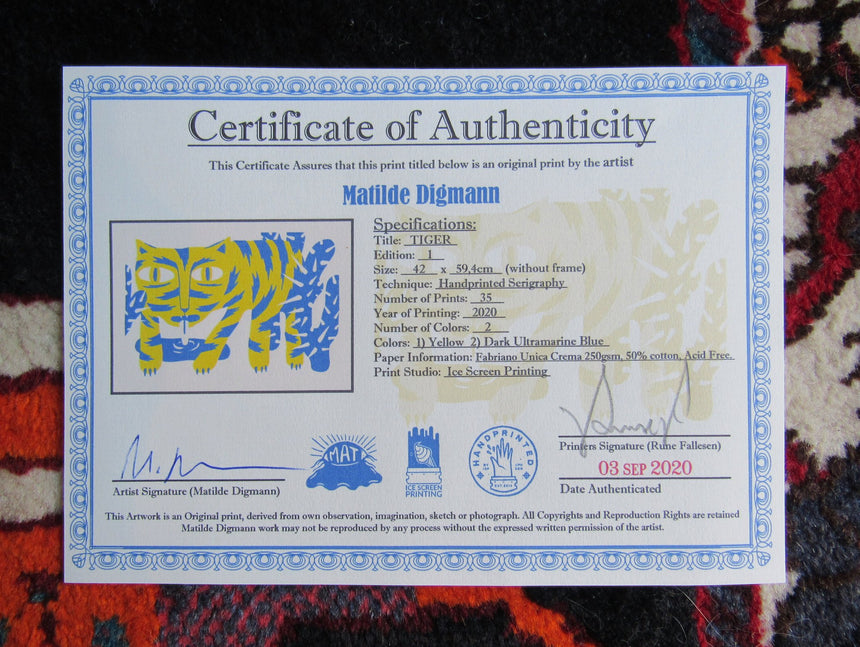 Certificate of Authenticity
This Certificate Assures that this print titled below is an original print by the artist
Matilde Digmann
Specifications:
Title: TIGER
Edition: 1
Size: 42 x 59,4cm (without frame)
Technique: Handprinted Serigraphy
Number of Prints: 35
Year of Printing: 2020
Number of Colors: 2
Colors: 1) Yellow 2) Dark Ultramarine Blue
Paper Information: Fabriano Unica Crema 250gsm, 50% cotton, Acid Free.
Print Studio: Ice Screen Printing
Artist Signature (Matilde Digmann)
MAT
ICE SCREEN
PRINTING
HANDPRINTED
Printers Signature (Rune Fallesen)
03 SEP 2020
Date Authenticated
This Artwork is an Original print, derived from own observation, imagination, sketch or photograph. All Copyrights and Reproduction Rights are retained
Matilde Digmann work may not be reproduced by any process without the expressed written permission of the artist.